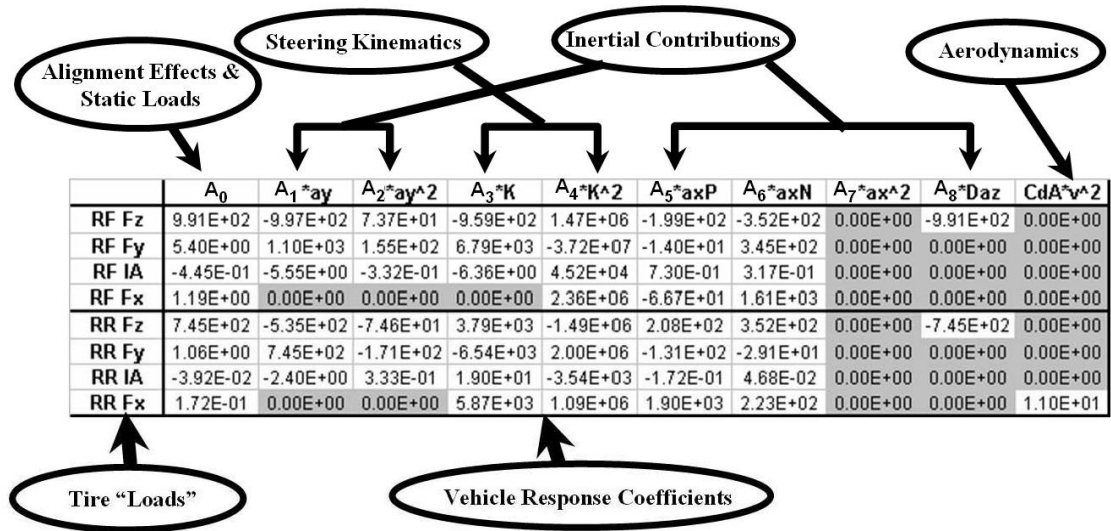 Steering Kinematics
Inertial Contributions
Aerodynamics
Alignment Effects &
Static Loads
A0 A1*ay A2*ay^2 A3*K A4*K^2 A5*axP A6*axN A7*ax^2 A8*Daz CdA*v^2
RF Fz 9.91E+02 -9.97E+02 7.37E+01 -9.59E+02 1.47E+06 -1.99E+02 -3.52E+02 0.00E+00 -9.91E+02 0.00E+00
RF Fy 5.40E+00 1.10E+03 1.55E+02 6.79E+03 -3.72E+07 -1.40E+01 3.45E+02 0.00E+00 0.00E+00 0.00E+00
RF IA -4.45E-01 -5.55E+00 -3.32E-01 -6.36E+00 4.52E+04 7.30E-01 3.17E-01 0.00E+00 0.00E+00 0.00E+00
RF Fx 1.19E+00 0.00E+00 0.00E+00 0.00E+00 2.36E+06 -6.67E+01 1.61E+03 0.00E+00 0.00E+00 0.00E+00
RR Fz 7.45E+02 -5.35E+02 -7.46E+01 3.79E+03 -1.49E+06 2.08E+02 3.52E+02 0.00E+00 -7.45E+02 0.00E+00
RR Fy 1.06E+00 7.45E+02 -1.71E+02 -6.54E+03 2.00E+06 -1.31E+02 -2.91E+01 0.00E+00 0.00E+00 0.00E+00
RR IA -3.92E-02 -2.40E+00 3.33E-01 1.90E+01 -3.54E+03 -1.72E-01 4.68E-02 0.00E+00 0.00E+00 0.00E+00
RR Fx 1.72E-01 0.00E+00 0.00E+00 5.87E+03 1.09E+06 1.90E+03 2.23E+02 0.00E+00 0.00E+00 1.10E+01
Tire “Loads”
Vehicle Response Coefficients